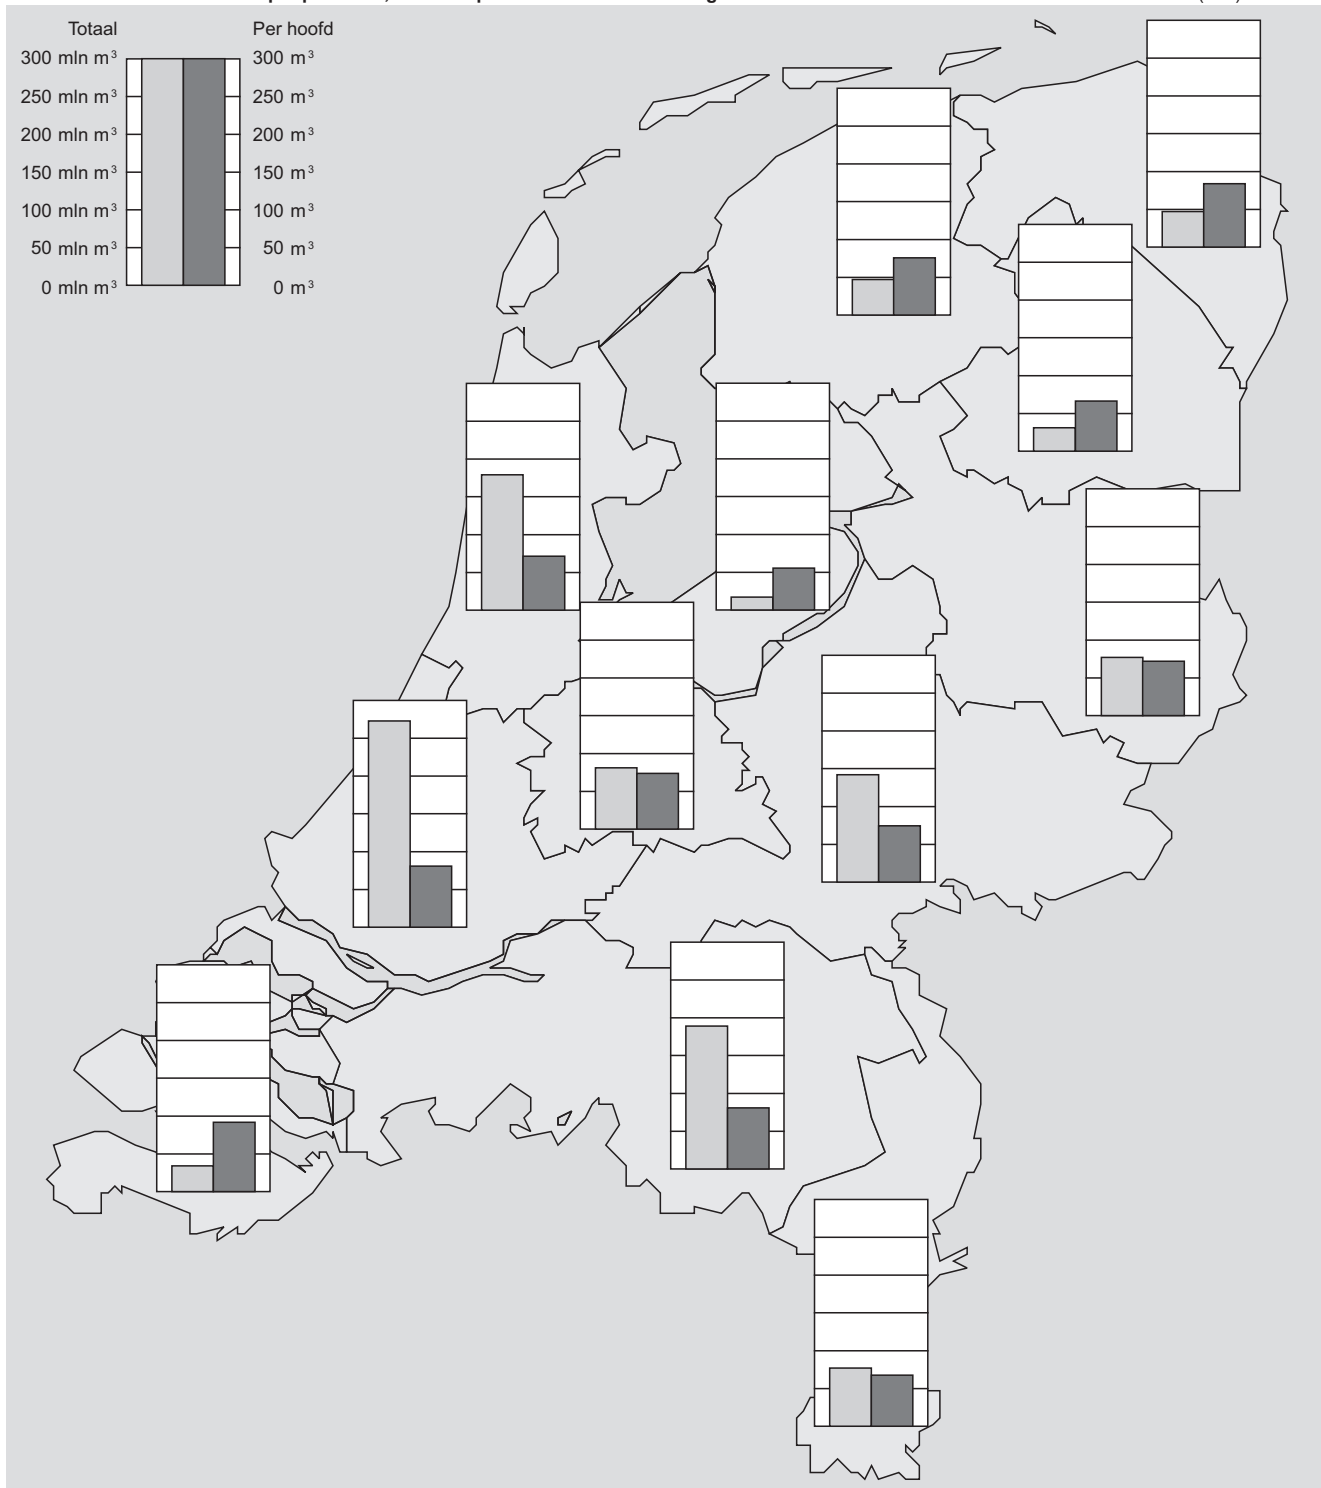 Totaal Per hoofd
300 mln m³ 300 m³
250 mln m³ 250 m³
200 mln m³ 200 m³
150 mln m³ 150 m³
100 mln m³ 100 m³
50 mln m³ 50 m³
0 mln m³ 0 m³